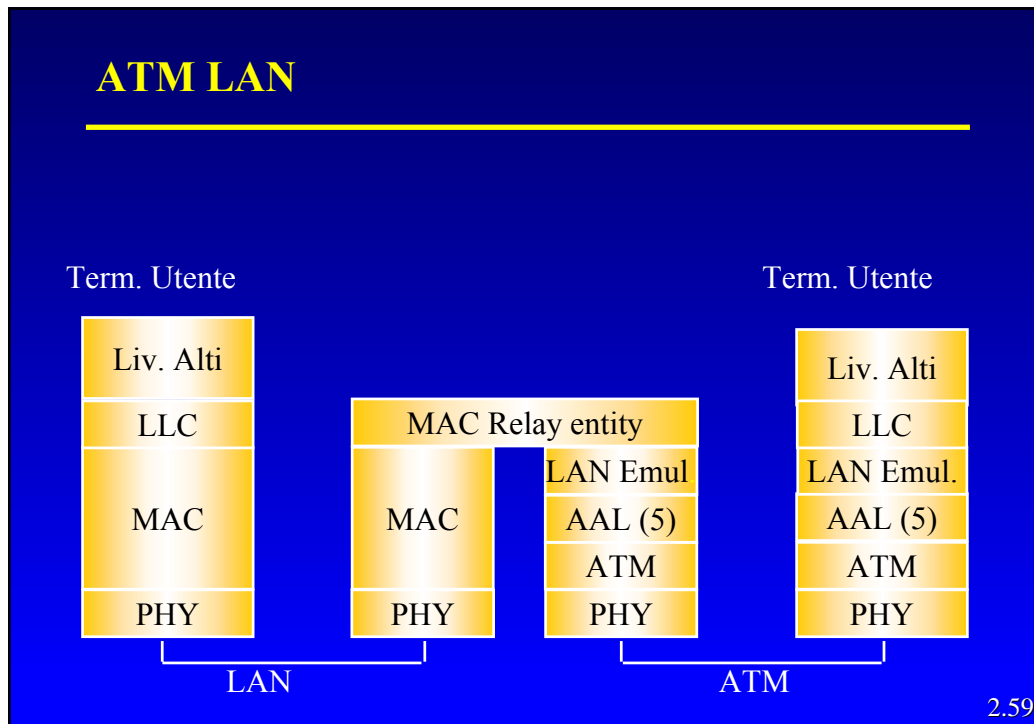 ATM LAN
Term. Utente
Term. Utente
Liv. Alti
LLC
MAC
PHY
MAC Relay entity
MAC
PHY
LAN Emul
AAL (5)
ATM
PHY
Liv. Alti
LLC
LAN Emul.
AAL (5)
ATM
PHY
LAN
ATM
2.59